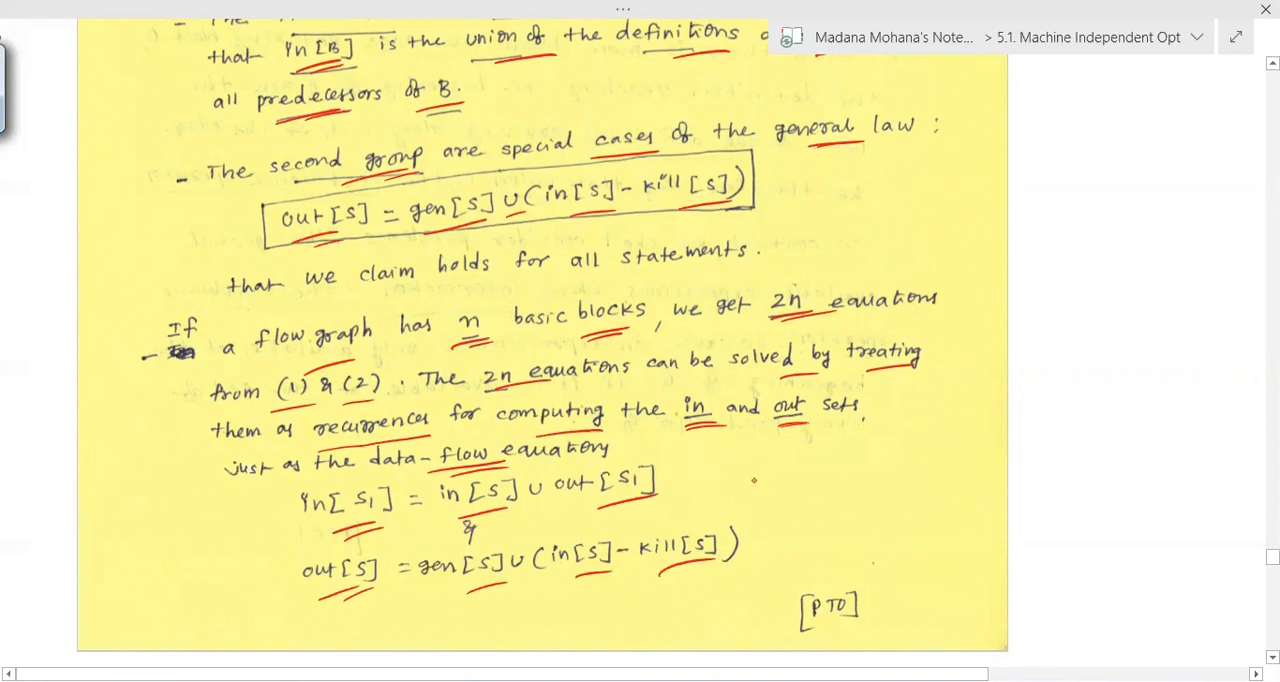 Madana Mohana's Note... > 5.1. Machine Independent Opt
- The
that in[B] is the union of the definitions
all predecessors of B.
- The second group are special cases of the general law :
out[S] = gen[S] ∪ (in[S] - kill[S])
that we claim holds for all statements.
- If a flow graph has n basic blocks, we get 2n equations
from (1) & (2). The 2n equations can be solved by treating
them as recurrences for computing the in and out sets,
just as the data-flow equations
in[S1] = in[S] ∪ out[S1]
&
out[S] = gen[S] ∪ (in[S] - kill[S])
[PTO]